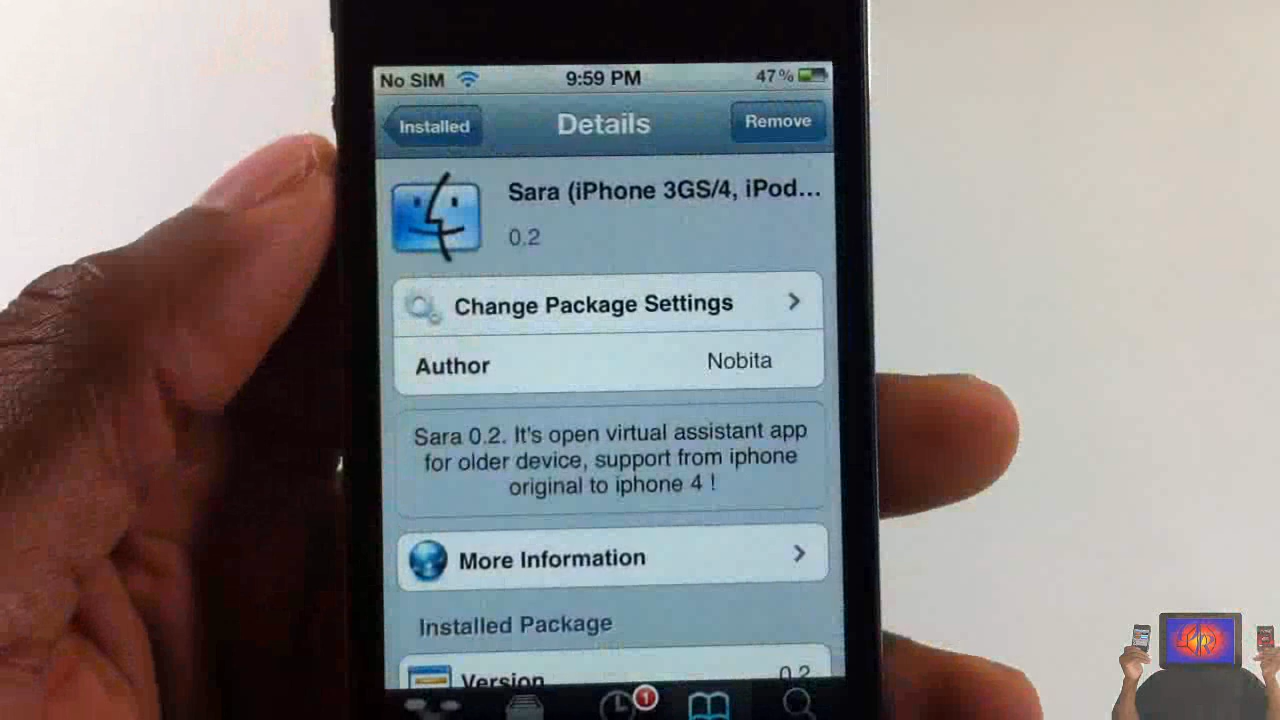 No SIM 9:59 PM 47%
Installed Details Remove
Sara (iPhone 3GS/4, iPod...
0.2
Change Package Settings
Author Nobita
Sara 0.2. It's open virtual assistant app
for older device, support from iphone
original to iphone 4 !
More Information
Installed Package
Version 0.2
1